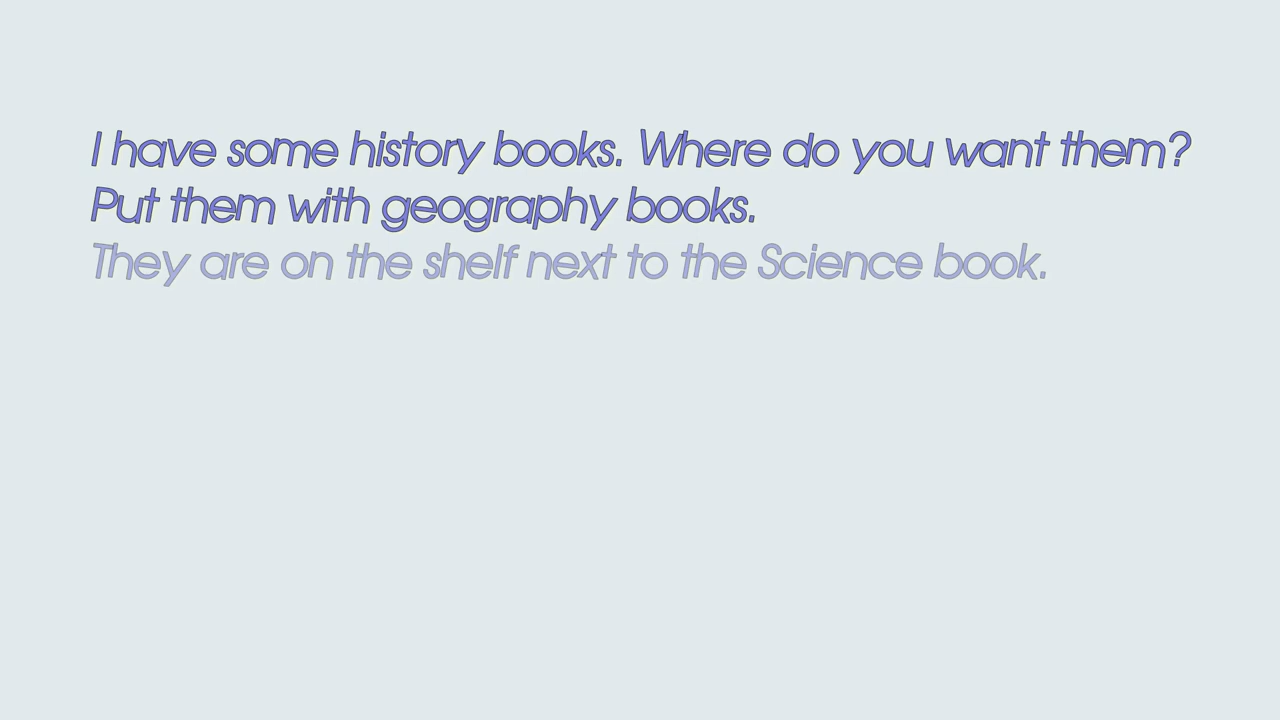 I have some history books. Where do you want them?
Put them with geography books.
They are on the shelf next to the Science book.